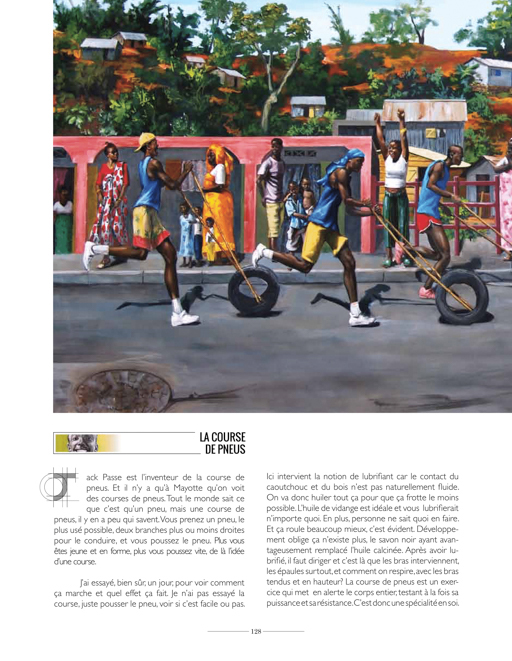 LA COURSE
DE PNEUS
Jack Passe est l'inventeur de la course de
pneus. Et il n'y a qu'à Mayotte qu'on voit
des courses de pneus. Tout le monde sait ce
que c'est qu'un pneu, mais une course de
pneus, il y en a peu qui savent. Vous prenez un pneu, le
plus usé possible, deux branches plus ou moins droites
pour le conduire, et vous poussez le pneu. Plus vous
êtes jeune et en forme, plus vous poussez vite, de là l'idée
d'une course.
J'ai essayé, bien sûr, un jour, pour voir comment
ça marche et quel effet ça fait. Je n'ai pas essayé la
course, juste pousser le pneu, voir si c'est facile ou pas.
Ici intervient la notion de lubrifiant car le contact du
caoutchouc et du bois n'est pas naturellement fluide.
On va donc huiler tout ça pour que ça frotte le moins
possible. L'huile de vidange est idéale et vous lubrifierait
n'importe quoi. En plus, personne ne sait quoi en faire.
Et ça roule beaucoup mieux, c'est évident. Développe-
ment oblige ça n'existe plus, le savon noir ayant avan-
tageusement remplacé l'huile calcinée. Après avoir lu-
brifié, il faut diriger et c'est là que les bras interviennent,
les épaules surtout, et comment on respire, avec les bras
tendus et en hauteur? La course de pneus est un exer-
cice qui met en alerte le corps entier, testant à la fois sa
puissance et sa résistance. C'est donc une spécialité en soi.
128